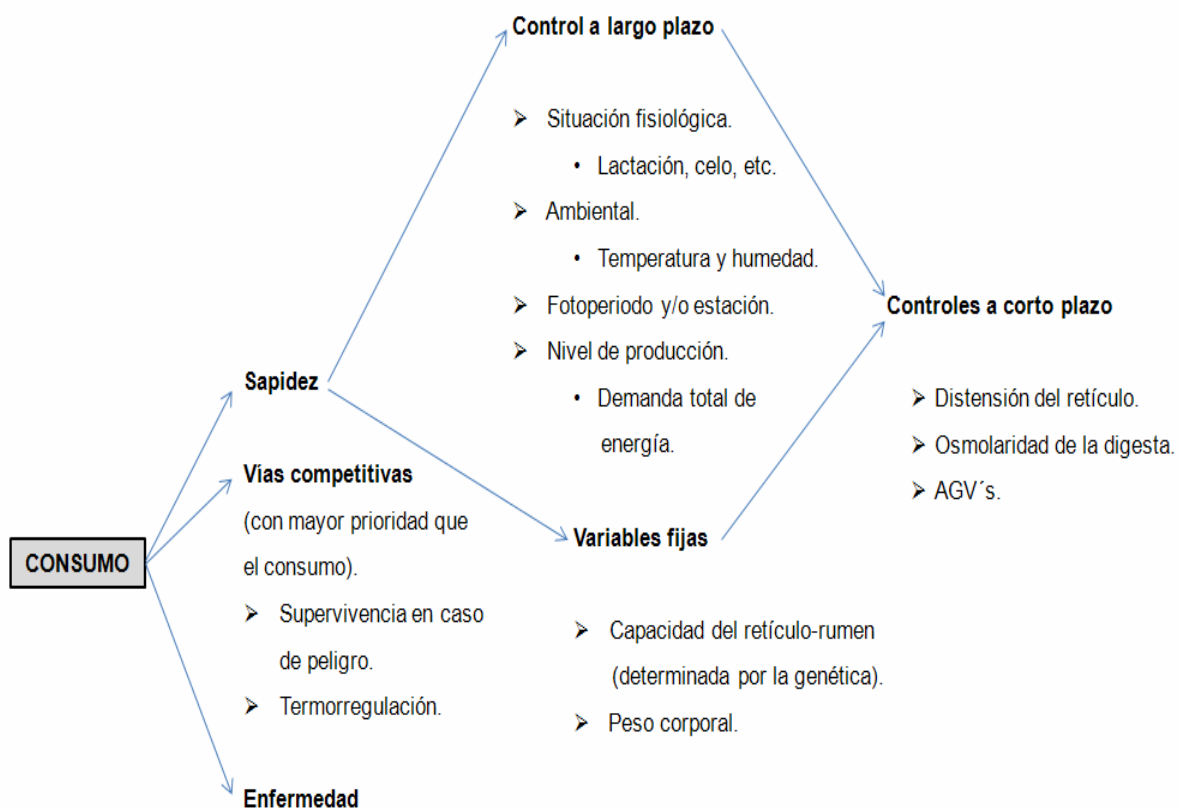 Control a largo plazo
➢ Situación fisiológica.
• Lactación, celo, etc.
➢ Ambiental.
• Temperatura y humedad.
➢ Fotoperiodo y/o estación.
➢ Nivel de producción.
• Demanda total de
energía.
Controles a corto plazo
➢ Distensión del retículo.
➢ Osmolaridad de la digesta.
➢ AGV´s.
Sapidez
Vías competitivas
(con mayor prioridad que
el consumo).
➢ Supervivencia en caso
de peligro.
➢ Termorregulación.
CONSUMO
Variables fijas
➢ Capacidad del retículo-rumen
(determinada por la genética).
➢ Peso corporal.
Enfermedad